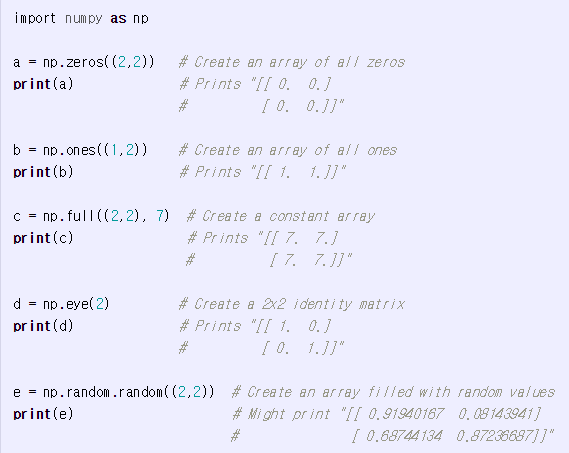 import numpy as np
a = np.zeros((2,2))   # Create an array of all zeros
print(a)              # Prints "[[ 0.  0.]
                      #          [ 0.  0.]]"
b = np.ones((1,2))    # Create an array of all ones
print(b)              # Prints "[[ 1.  1.]]"
c = np.full((2,2), 7)  # Create a constant array
print(c)               # Prints "[[ 7.  7.]
                       #          [ 7.  7.]]"
d = np.eye(2)         # Create a 2x2 identity matrix
print(d)              # Prints "[[ 1.  0.]
                      #          [ 0.  1.]]"
e = np.random.random((2,2))  # Create an array filled with random values
print(e)                     # Might print "[[ 0.91940167  0.08143941]
                             #               [ 0.68744134  0.87236687]]"